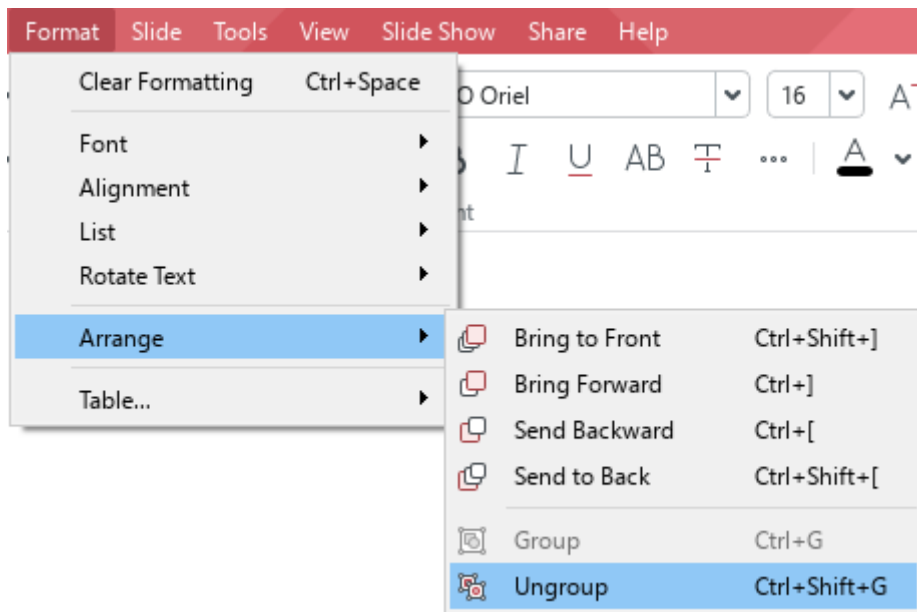 Format Slide Tools View Slide Show Share Help
Clear Formatting Ctrl+Space
O Oriel 16 A
Font
I U AB T A
Alignment
List
nt
Rotate Text
Arrange
Bring to Front Ctrl+Shift+]
Bring Forward Ctrl+]
Table...
Send Backward Ctrl+[
Send to Back Ctrl+Shift+[
Group Ctrl+G
Ungroup Ctrl+Shift+G